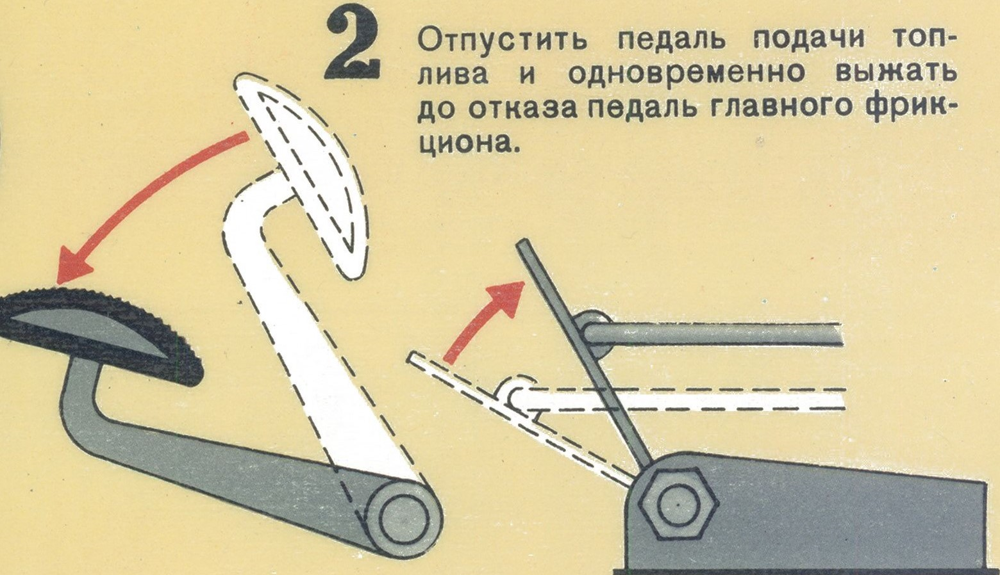 2
Отпустить педаль подачи топ-
лива и одновременно выжать
до отказа педаль главного фрик-
циона.